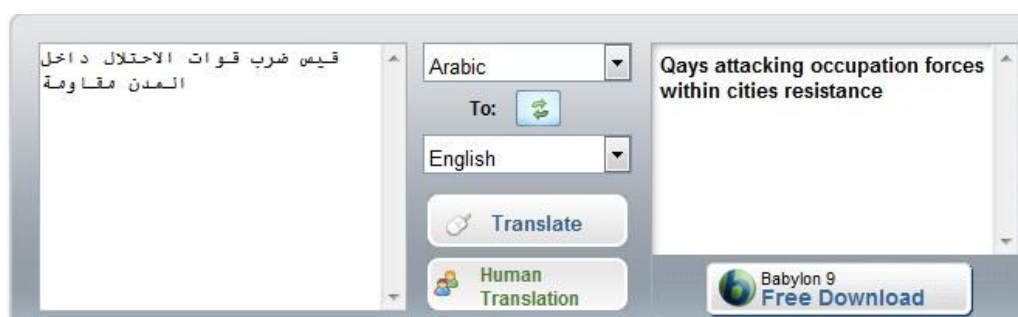 قيس ضرب قوات الاحتلال داخل
المدن مقاومة
Arabic
To:
English
Translate
Human
Translation
Qays attacking occupation forces
within cities resistance
Babylon 9
Free Download